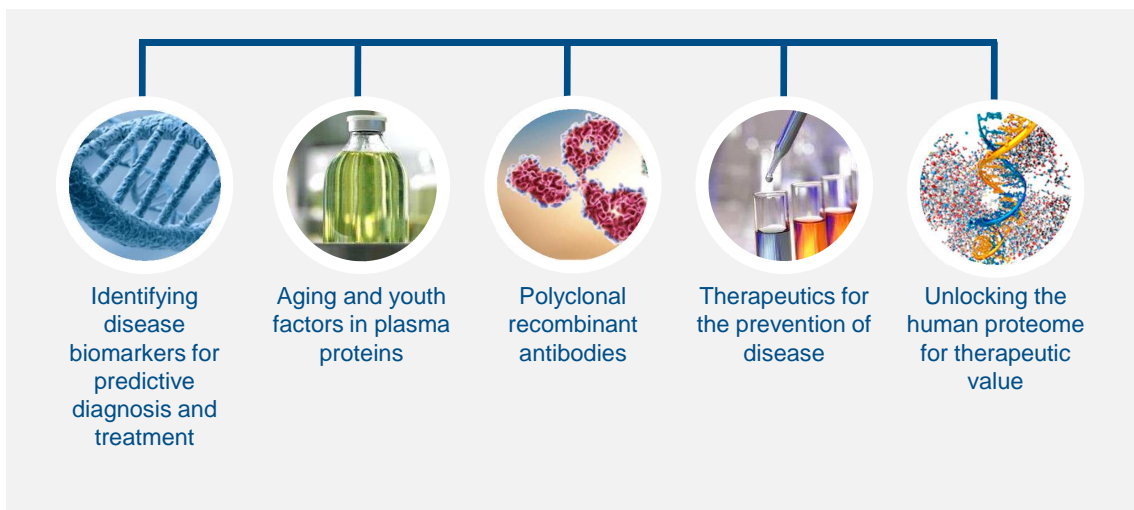 Identifying
disease
biomarkers for
predictive
diagnosis and
treatment
Aging and youth
factors in plasma
proteins
Polyclonal
recombinant
antibodies
Therapeutics for
the prevention of
disease
Unlocking the
human proteome
for therapeutic
value